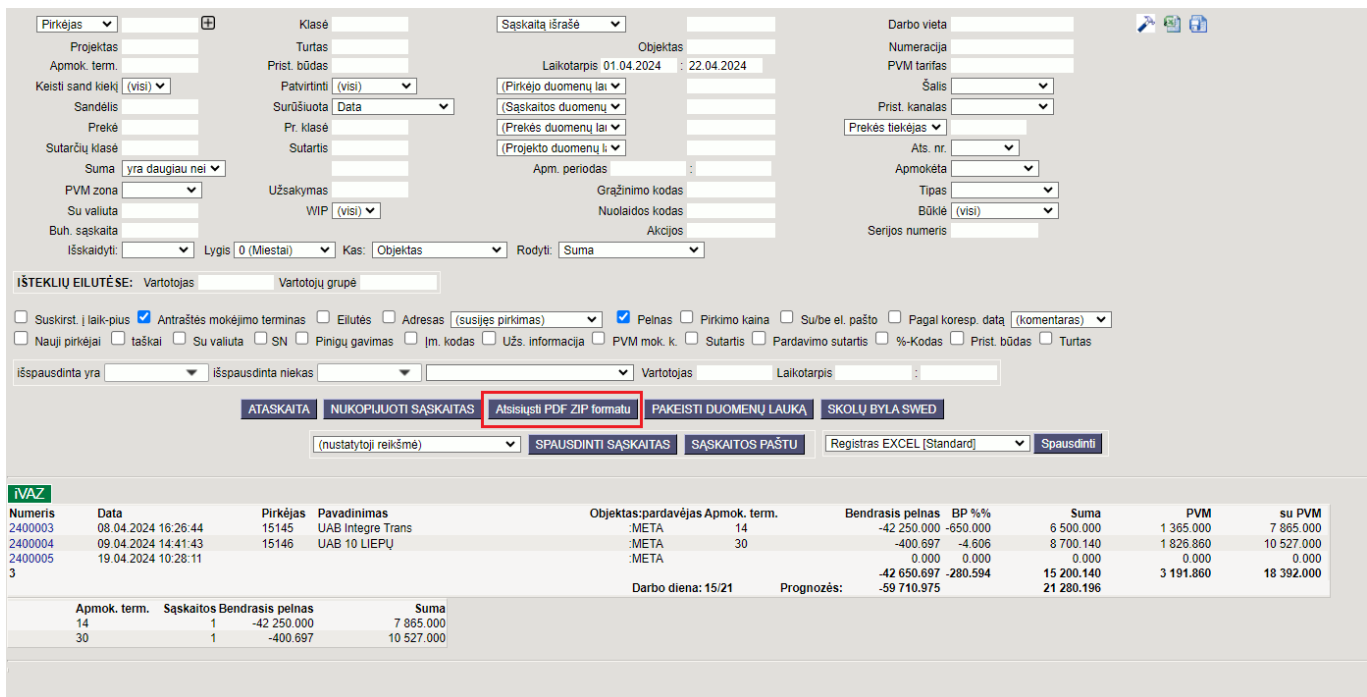 Pirkėjas Klasė Sąskaitą išrašė Darbo vieta
Projektas Turtas Objektas Numeracija
Apmok. term. Prist. būdas Laikotarpis 01.04.2024 : 22.04.2024 PVM tarifas
Keisti sand kiekį (visi) Patvirtinti (visi) (Pirkėjo duomenų lau Šalis
Sandėlis Surūšiuota Data (Sąskaitos duomenų Prist. kanalas
Prekė Pr. klasė (Prekės duomenų lau Prekės tiekėjas
Sutarčių klasė Sutartis (Projekto duomenų la Ats. nr.
Suma yra daugiau nei Apm. periodas : Apmokėta
PVM zona Užsakymas Grąžinimo kodas Tipas
Su valiuta WIP (visi) Nuolaidos kodas Būklė (visi)
Buh. sąskaita Akcijos Serijos numeris
Išskaidyti: Lygis 0 (Miestai) Kas: Objektas Rodyti: Suma
IŠTEKLIŲ EILUTĖSE: Vartotojas Vartotojų grupė
Suskirst. į laik-pius Antraštės mokėjimo terminas Eilutės Adresas (susijęs pirkimas) Pelnas Pirkimo kaina Su/be el. pašto Pagal koresp. datą (komentaras)
Nauji pirkėjai taškai Su valiuta SN Pinigų gavimas Įm. kodas Užs. informacija PVM mok. k. Sutartis Pardavimo sutartis %-Kodas Prist. būdas Turtas
išspausdinta yra išspausdinta niekas Vartotojas Laikotarpis :
ATASKAITA NUKOPIJUOTI SĄSKAITAS Atsisiųsti PDF ZIP formatu PAKEISTI DUOMENŲ LAUKĄ SKOLŲ BYLA SWED
(nustatytoji reikšmė) SPAUSDINTI SĄSKAITAS SĄSKAITOS PAŠTU Registras EXCEL [Standard] Spausdinti
iVAZ
Numeris Data Pirkėjas Pavadinimas Objektas:pardavėjas Apmok. term. Bendrasis pelnas BP %% Suma PVM su PVM
2400003 08.04.2024 16:26:44 15145 UAB Integre Trans :META 14 -42 250.000 -650.000 6 500.000 1 365.000 7 865.000
2400004 09.04.2024 14:41:43 15146 UAB 10 LIEPŲ :META 30 -400.697 -4.606 8 700.140 1 826.860 10 527.000
2400005 19.04.2024 10:28:11 :META 0.000 0.000 0.000 0.000 0.000
3 -42 650.697 -280.594 15 200.140 3 191.860 18 392.000
Darbo diena: 15/21 Prognozės: -59 710.975 21 280.196
Apmok. term. Sąskaitos Bendrasis pelnas Suma
14 1 -42 250.000 7 865.000
30 1 -400.697 10 527.000